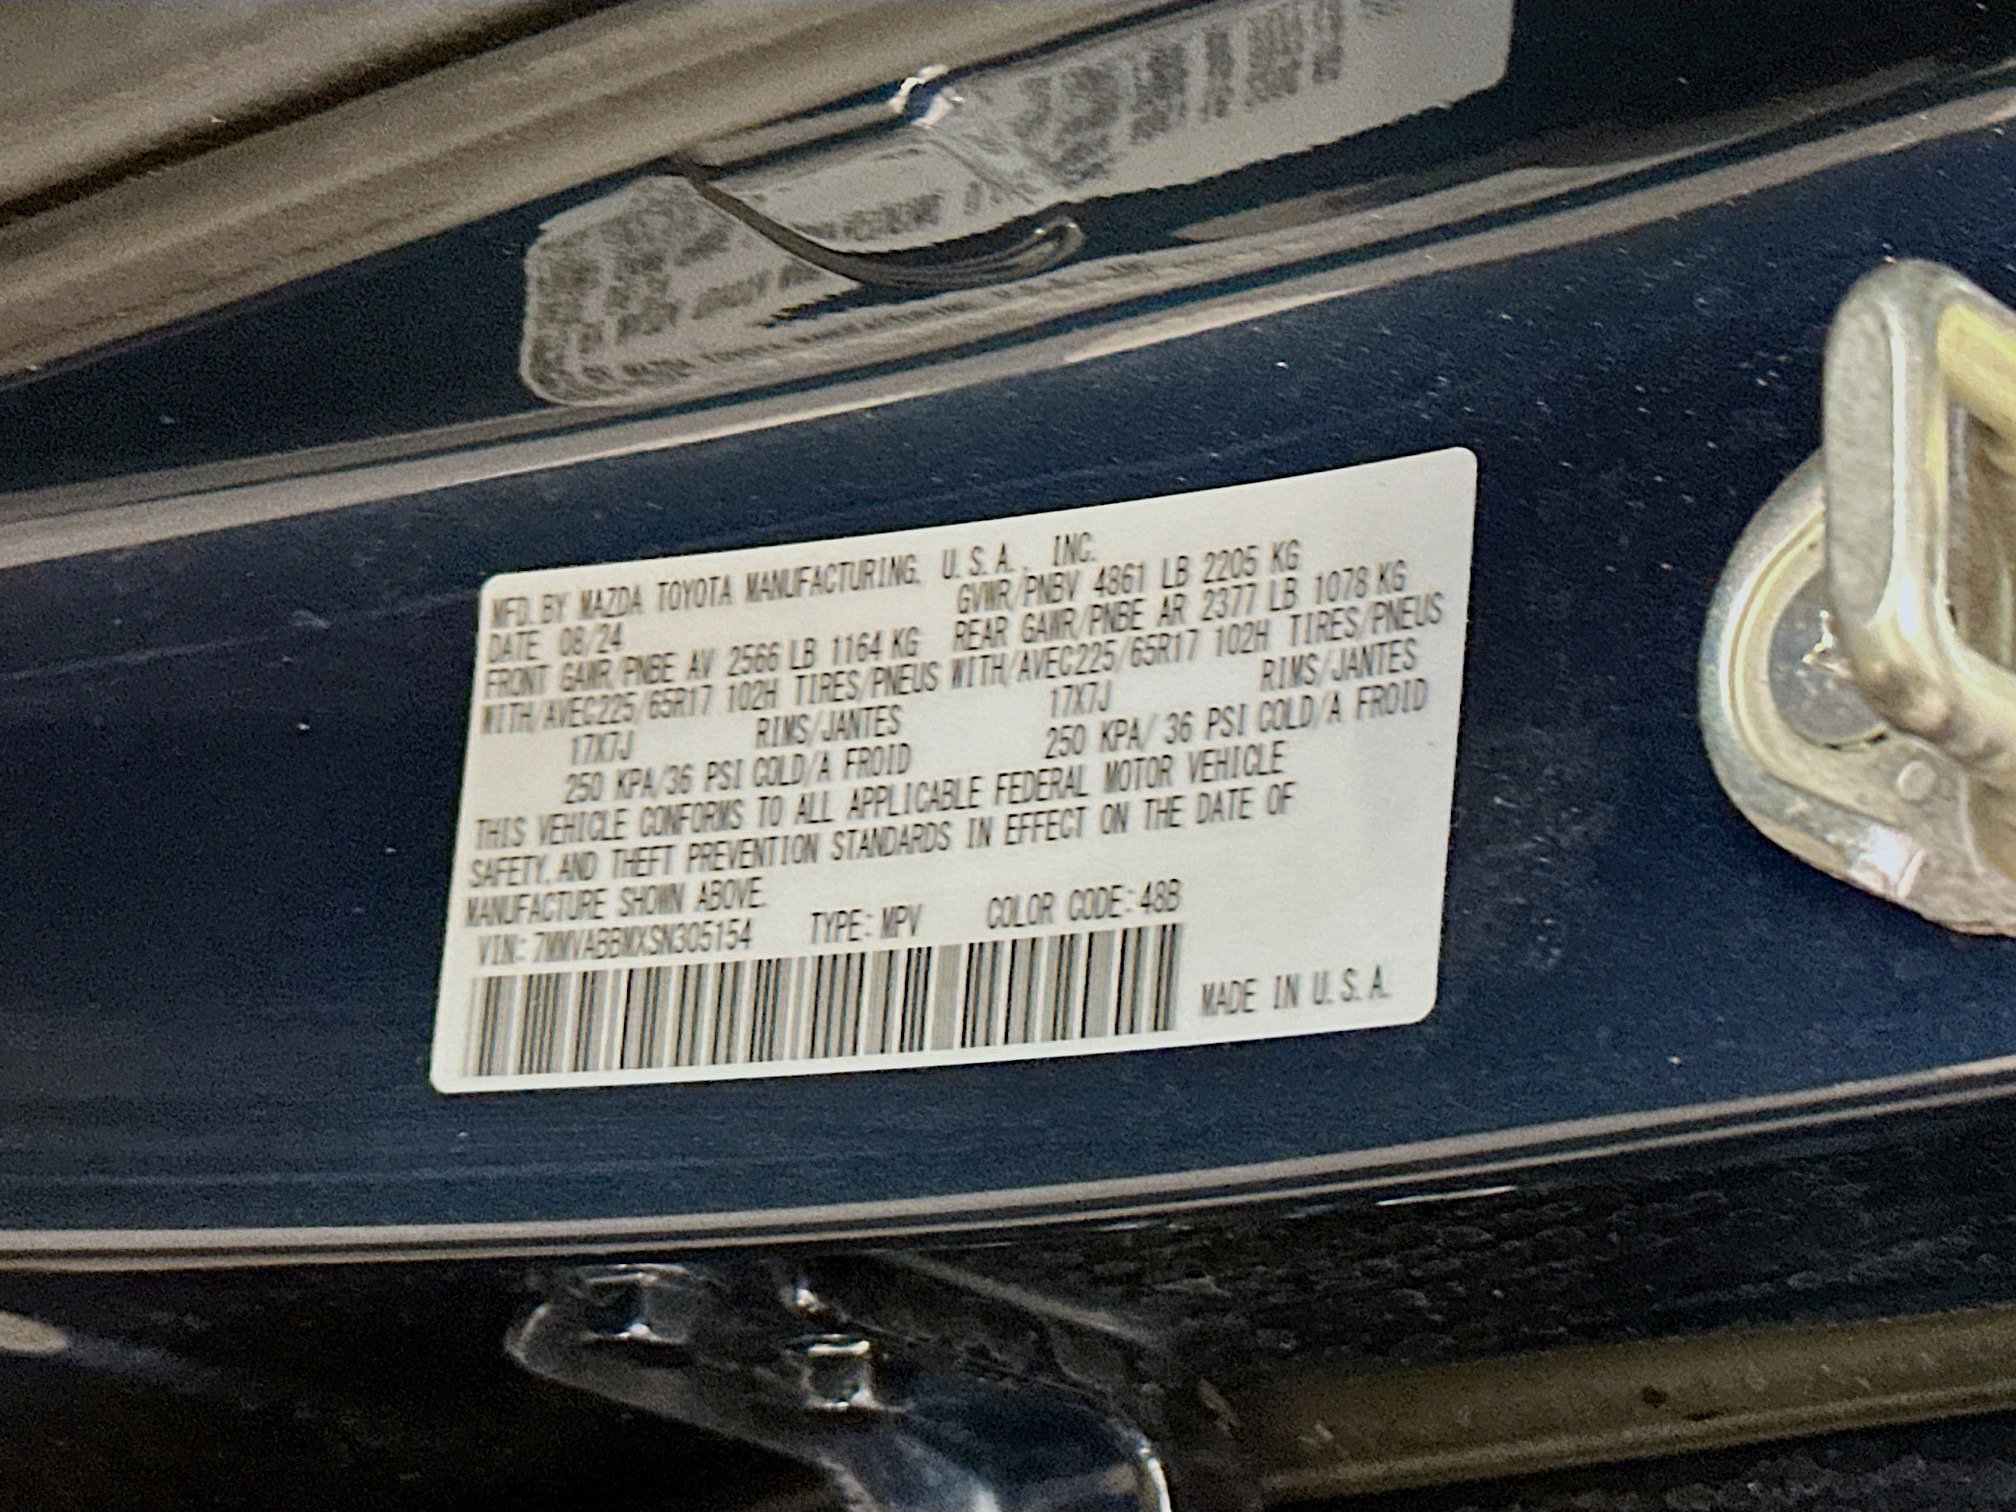 MFD. BY MAZDA TOYOTA MANUFACTURING, U.S.A., INC.
DATE 08/24 GVWR/PNBV 4861 LB 2205 KG
FRONT GAWR/PNBE AV 2566 LB 1164 KG REAR GAWR/PNBE AR 2377 LB 1078 KG
WITH/AVEC225/65R17 102H TIRES/PNEUS WITH/AVEC225/65R17 102H TIRES/PNEUS
17X7J RIMS/JANTES 17X7J RIMS/JANTES
250 KPA/36 PSI COLD/A FROID 250 KPA/ 36 PSI COLD/A FROID
THIS VEHICLE CONFORMS TO ALL APPLICABLE FEDERAL MOTOR VEHICLE
SAFETY, AND THEFT PREVENTION STANDARDS IN EFFECT ON THE DATE OF
MANUFACTURE SHOWN ABOVE.
VIN: 7MMVABBMXSN305154 TYPE: MPV COLOR CODE: 48B
MADE IN U.S.A.